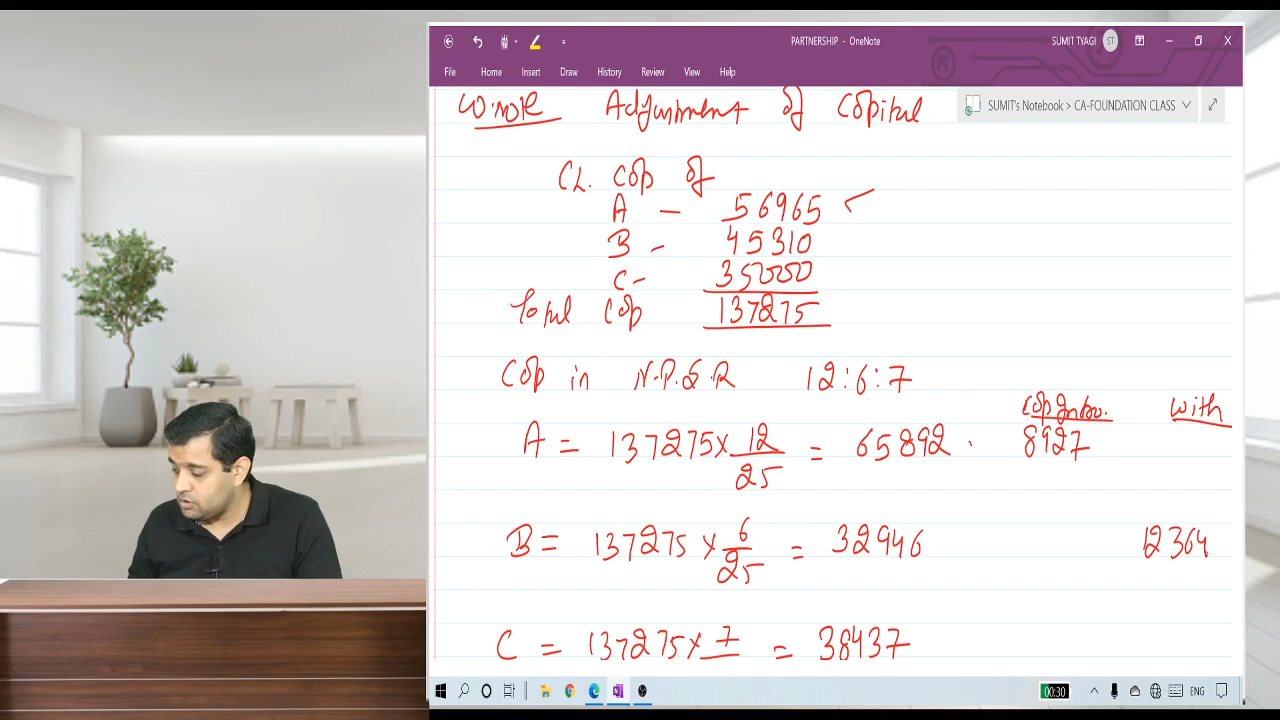 PARTNERSHIP - OneNote
SUMIT TYAGI ST
File Home Insert Draw History Review View Help
SUMIT's Notebook > CA-FOUNDATION CLASS
W.Note Adjustment of Capital
CL. Cap of
A - 56965
B - 45310
C - 35000
Total Cap 137275
Cap in N.P.S.R 12:6:7
Cap Intro. with
A = 137275 × 12/25 = 65892 8927
B = 137275 × 6/25 = 32946 12364
C = 137275 × 7 = 38437
00:30 ENG